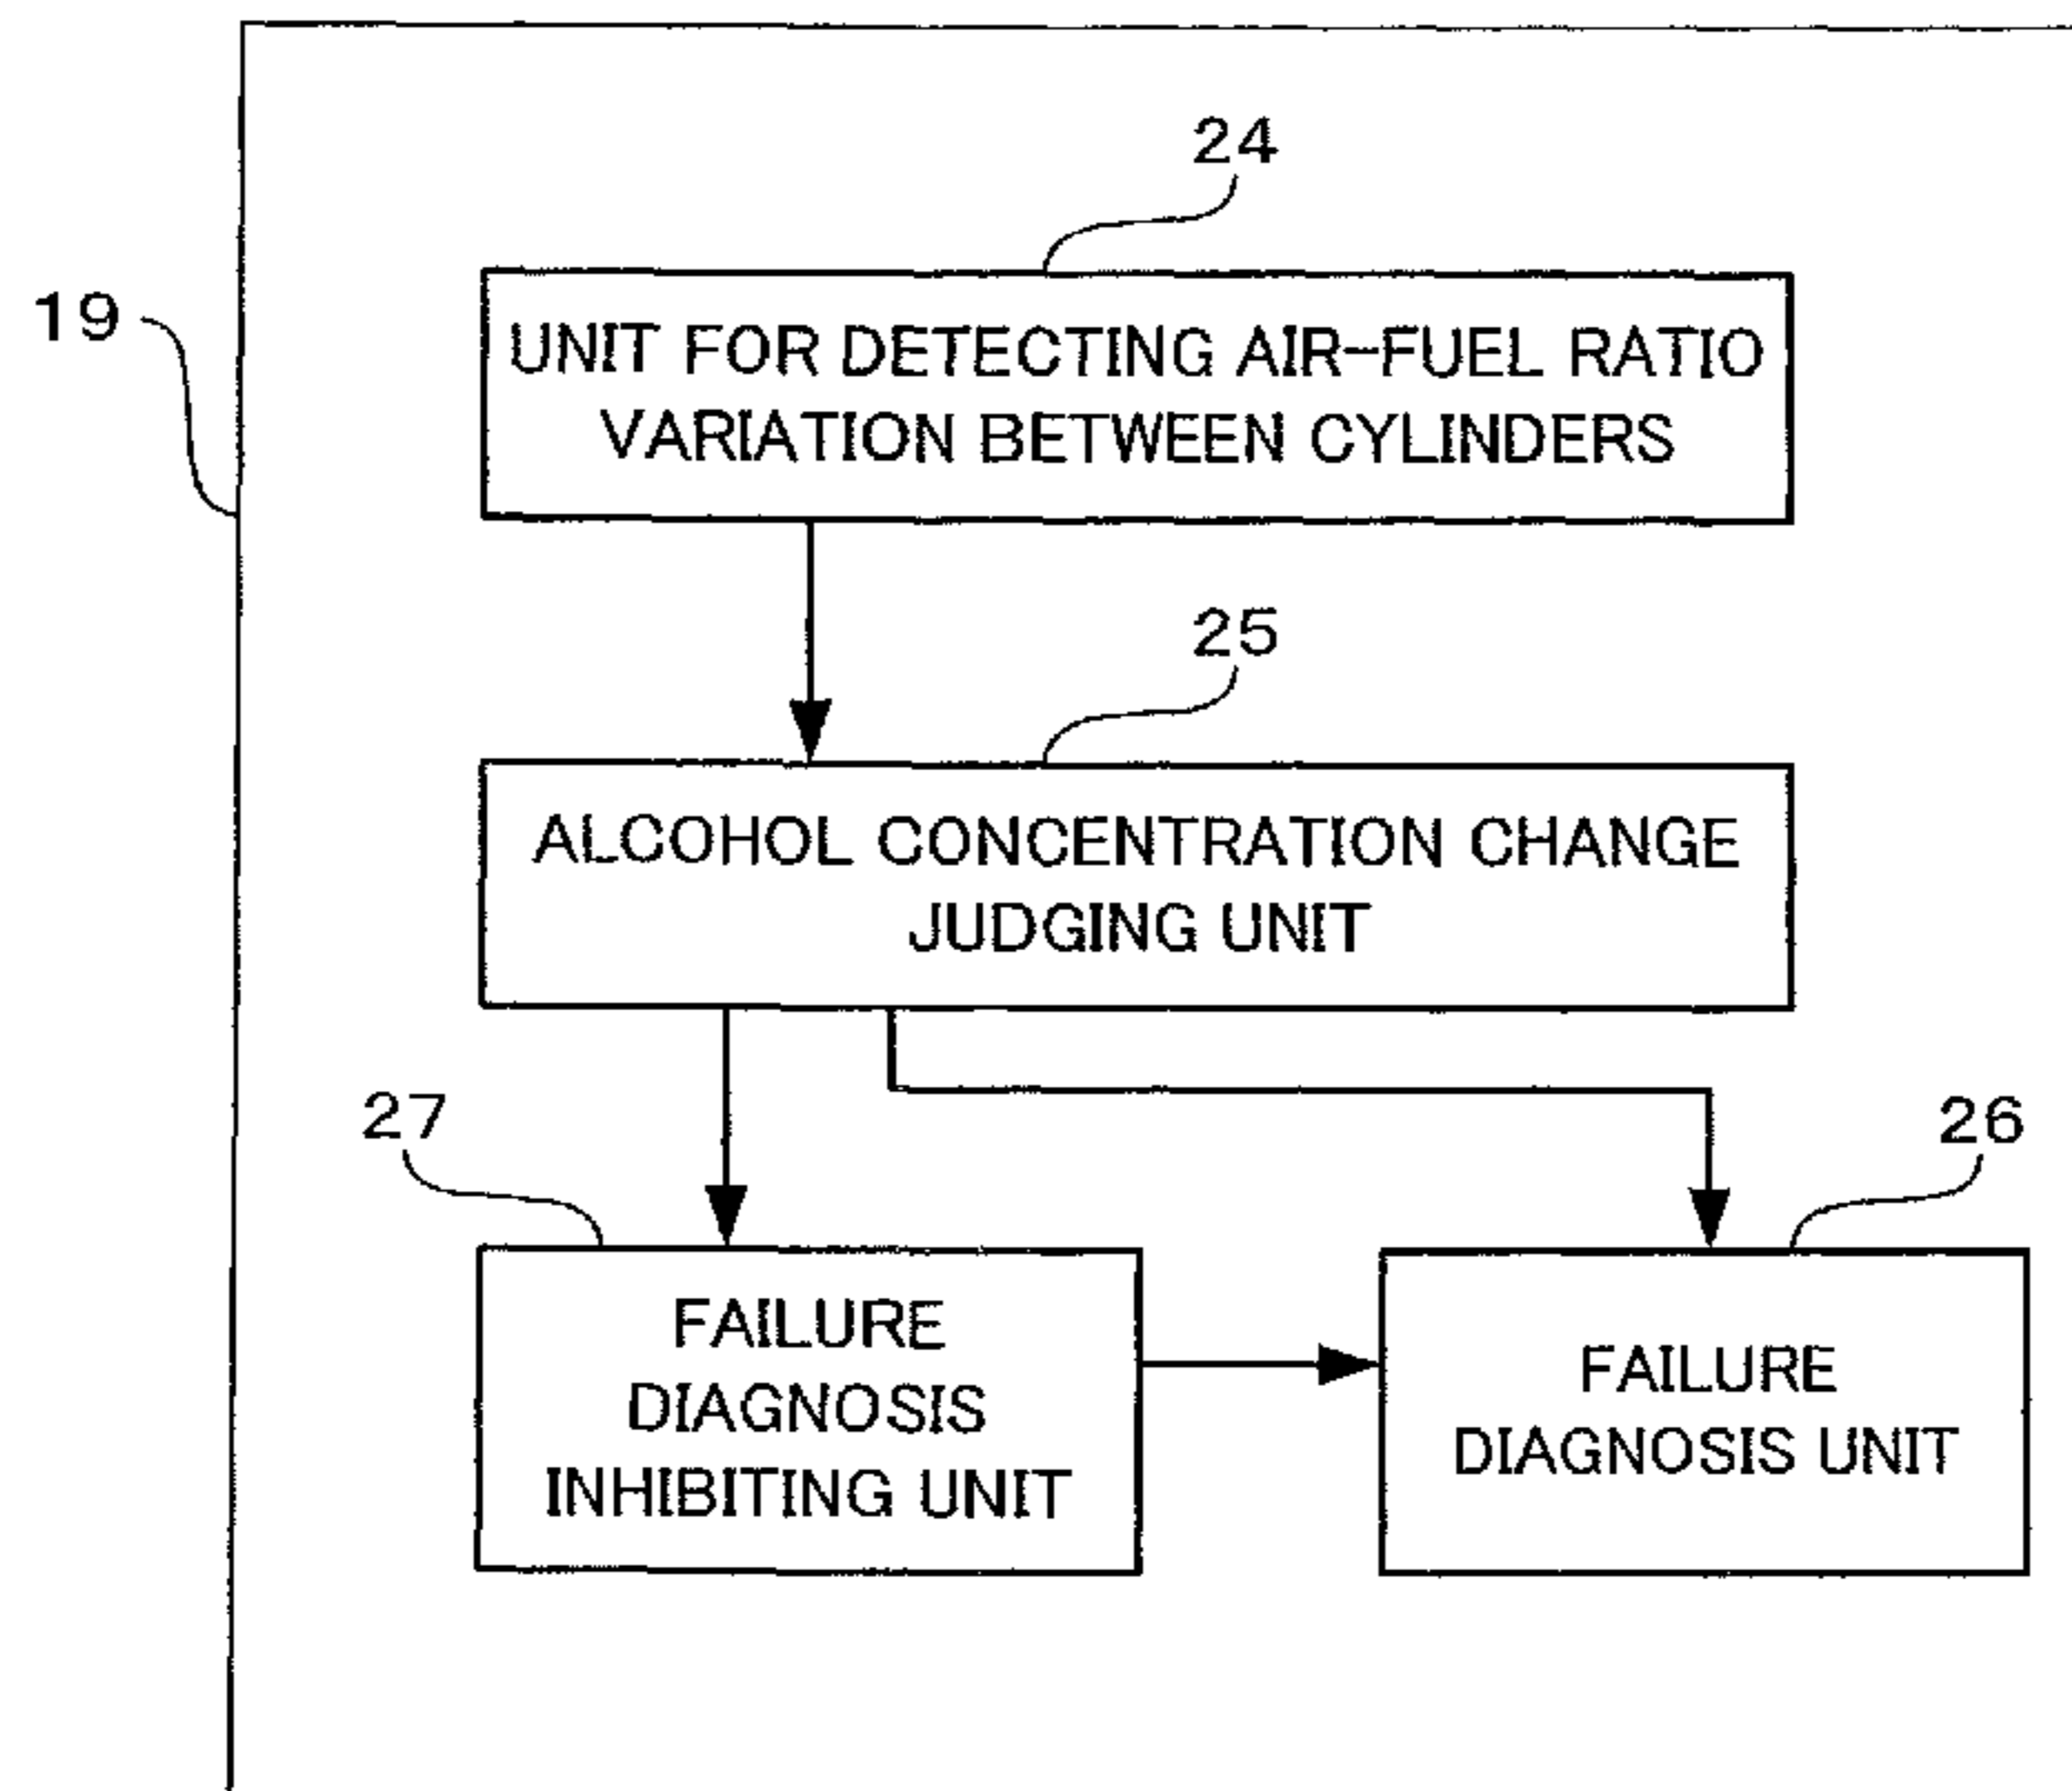 24
19
UNIT FOR DETECTING AIR-FUEL RATIO
VARIATION BETWEEN CYLINDERS
25
ALCOHOL CONCENTRATION CHANGE
JUDGING UNIT
27
26
FAILURE
DIAGNOSIS
INHIBITING UNIT
FAILURE
DIAGNOSIS UNIT